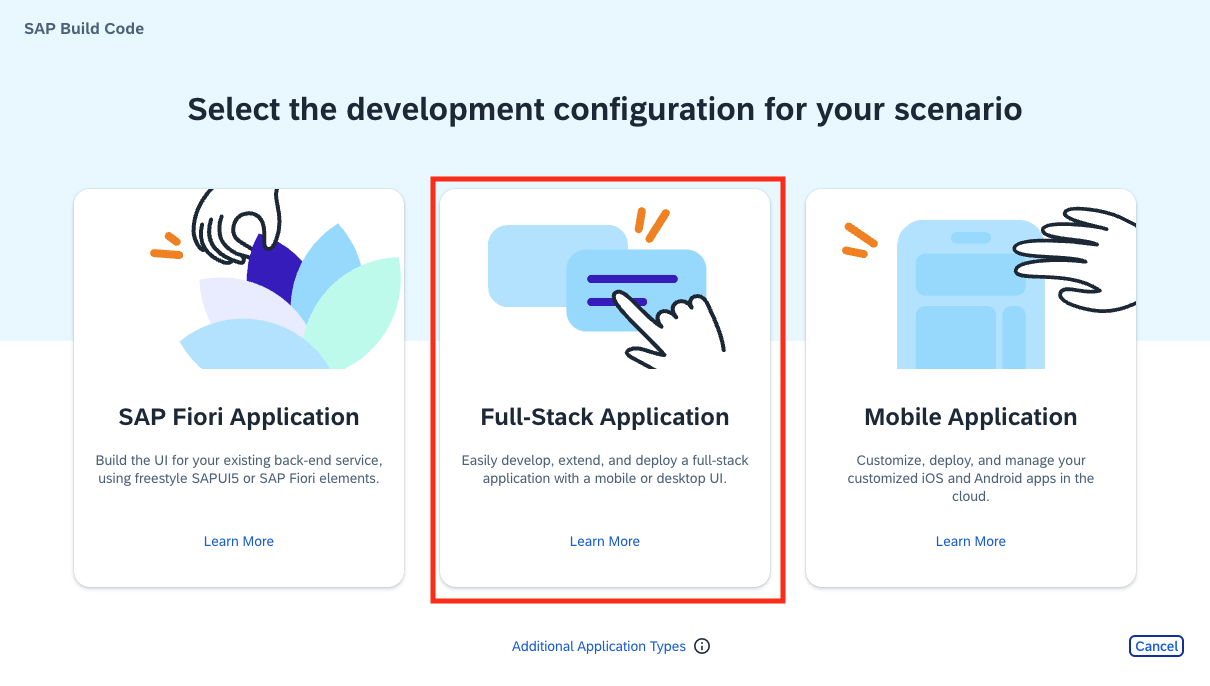 SAP Build Code
Select the development configuration for your scenario
SAP Fiori Application
Build the UI for your existing back-end service,
using freestyle SAPUI5 or SAP Fiori elements.
Learn More
Full-Stack Application
Easily develop, extend, and deploy a full-stack
application with a mobile or desktop UI.
Learn More
Mobile Application
Customize, deploy, and manage your
customized iOS and Android apps in the
cloud.
Learn More
Additional Application Types
Cancel